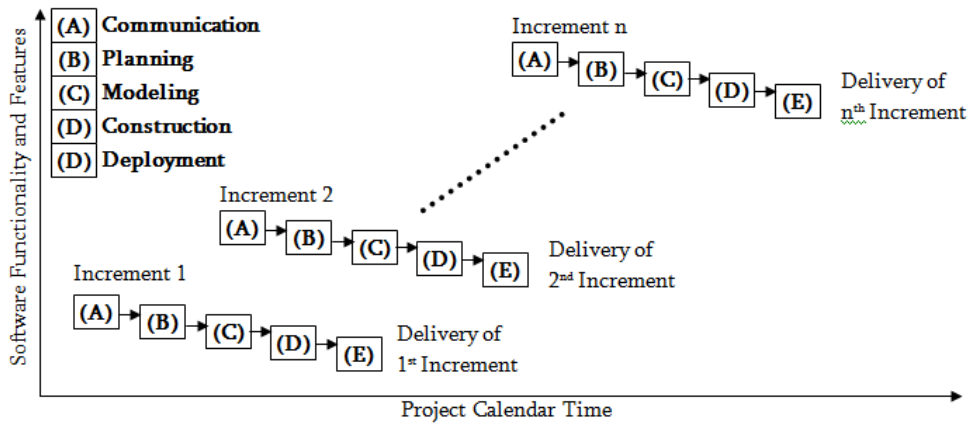 Software Functionality and Features
(A) Communication
(B) Planning
(C) Modeling
(D) Construction
(D) Deployment
Increment n
(A)
(B)
(C)
(D)
(E)
Delivery of
nth Increment
Increment 2
(A)
(B)
(C)
(D)
(E)
Delivery of
2nd Increment
Increment 1
(A)
(B)
(C)
(D)
(E)
Delivery of
1st Increment
Project Calendar Time